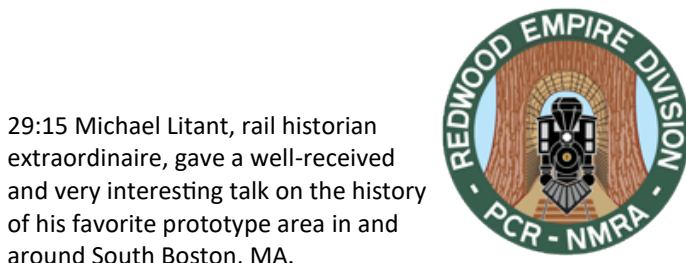 29:15 Michael Litant, rail historian
extraordinaire, gave a well-received
and very interesting talk on the history
of his favorite prototype area in and
around South Boston, MA.
REDWOOD EMPIRE DIVISION
- PCR - NMRA -